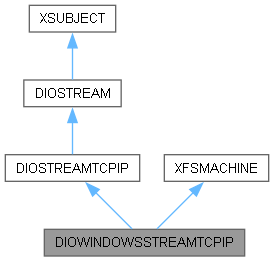 XSUBJECT
DIOSTREAM
DIOSTREAMTCPIP
XFSMACHINE
DIOWINDOWSSTREAMTCPIP